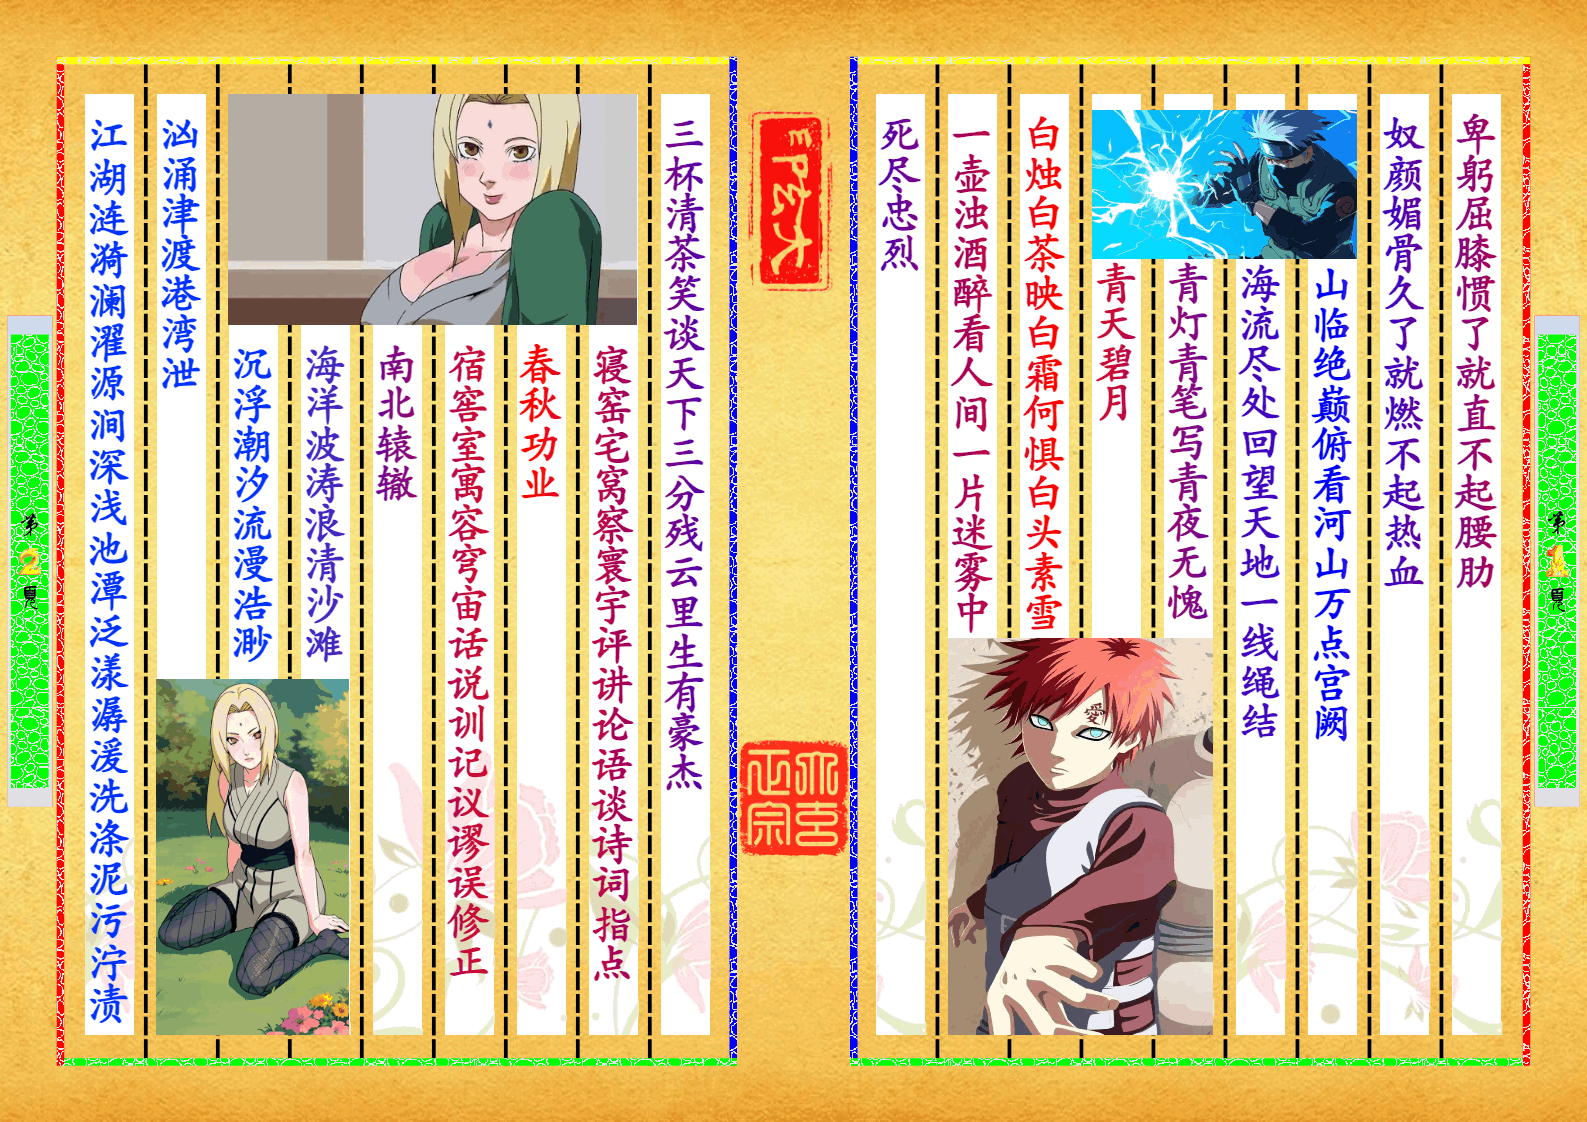 卑躬屈膝惯了就直不起腰肋
奴颜媚骨久了就燃不起热血
山临绝巅俯看河山万点宫阙
海流尽处回望天地一线绳结
青灯青笔写青夜无愧
青天碧月
白烛白茶映白霜何惧白头素雪
一壶浊酒醉看人间一片迷雾中
死尽忠烈
愛
第1頁
三杯清茶笑谈天下三分残云里生有豪杰
寝窑宅窝察寰宇评讲论语谈诗词指点
春秋功业
宿窖室寓容穹宙话说训记议谬误修正
南北辕辙
海洋波涛浪清沙滩
沉浮潮汐流漫浩渺
汹涌津渡港湾泄
江湖涟漪澜濯源涧深浅池潭泛漾潺湲洗涤泥污泞渍
第2頁